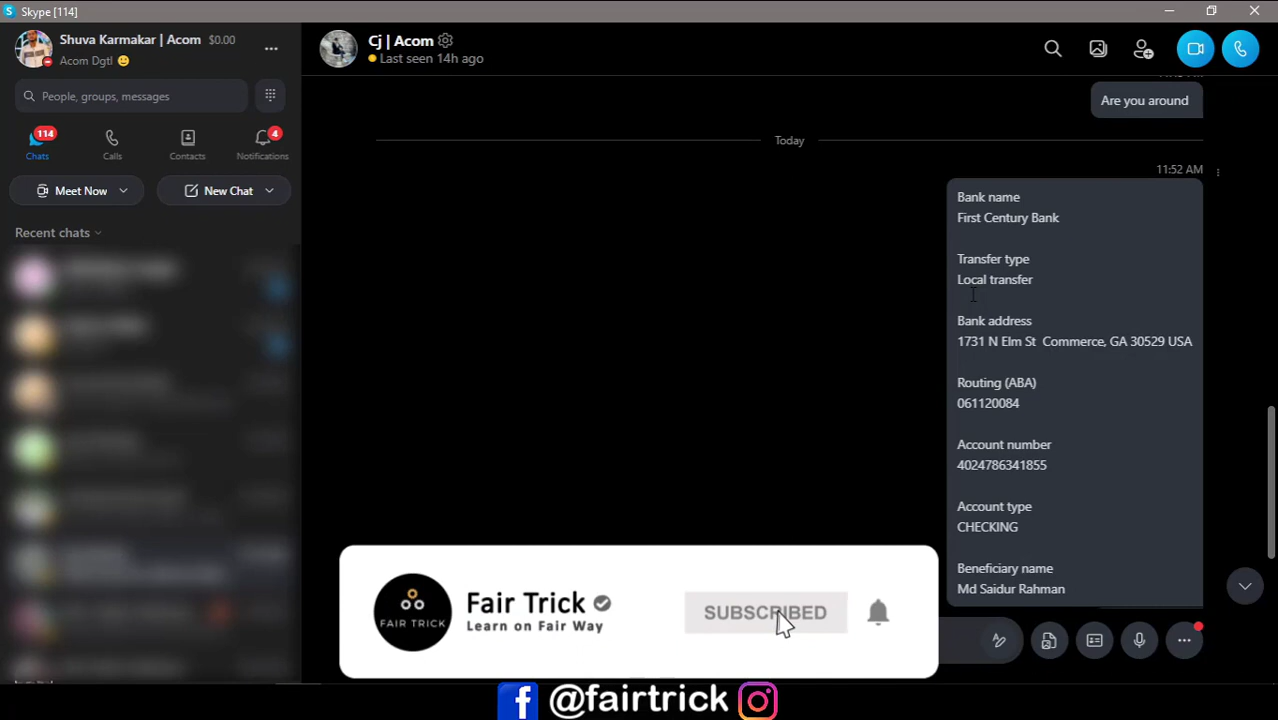 Skype [114]
Shuva Karmakar | Acom $0.00
Acom Dgtl
People, groups, messages
114
4
Chats
Calls
Contacts
Notifications
Meet Now
New Chat
Recent chats
Cj | Acom
Last seen 14h ago
Are you around
Today
11:52 AM
Bank name
First Century Bank
Transfer type
Local transfer
Bank address
1731 N Elm St Commerce, GA 30529 USA
Routing (ABA)
061120084
Account number
4024786341855
Account type
CHECKING
Beneficiary name
Md Saidur Rahman
FAIR TRICK
Fair Trick
Learn on Fair Way
SUBSCRIBED
@fairtrick